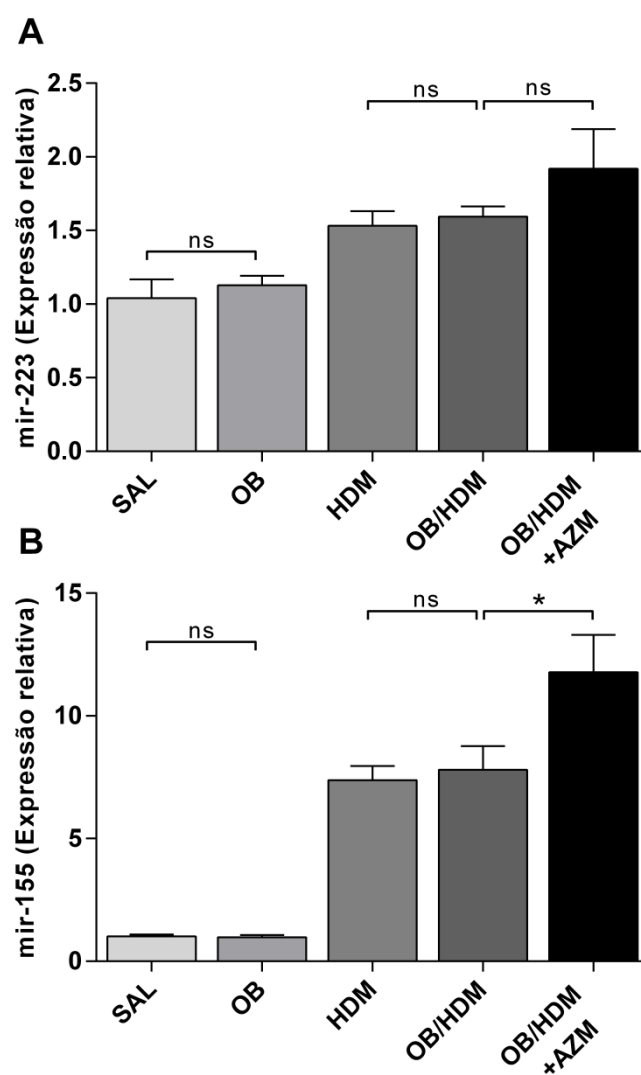 A
mir-223 (Expressão relativa)
2.5
2.0
1.5
1.0
0.5
0.0
ns
ns
ns
SAL
OB
HDM
OB/HDM
OB/HDM
+AZM
B
mir-155 (Expressão relativa)
15
10
5
0
ns
ns
*
SAL
OB
HDM
OB/HDM
OB/HDM
+AZM